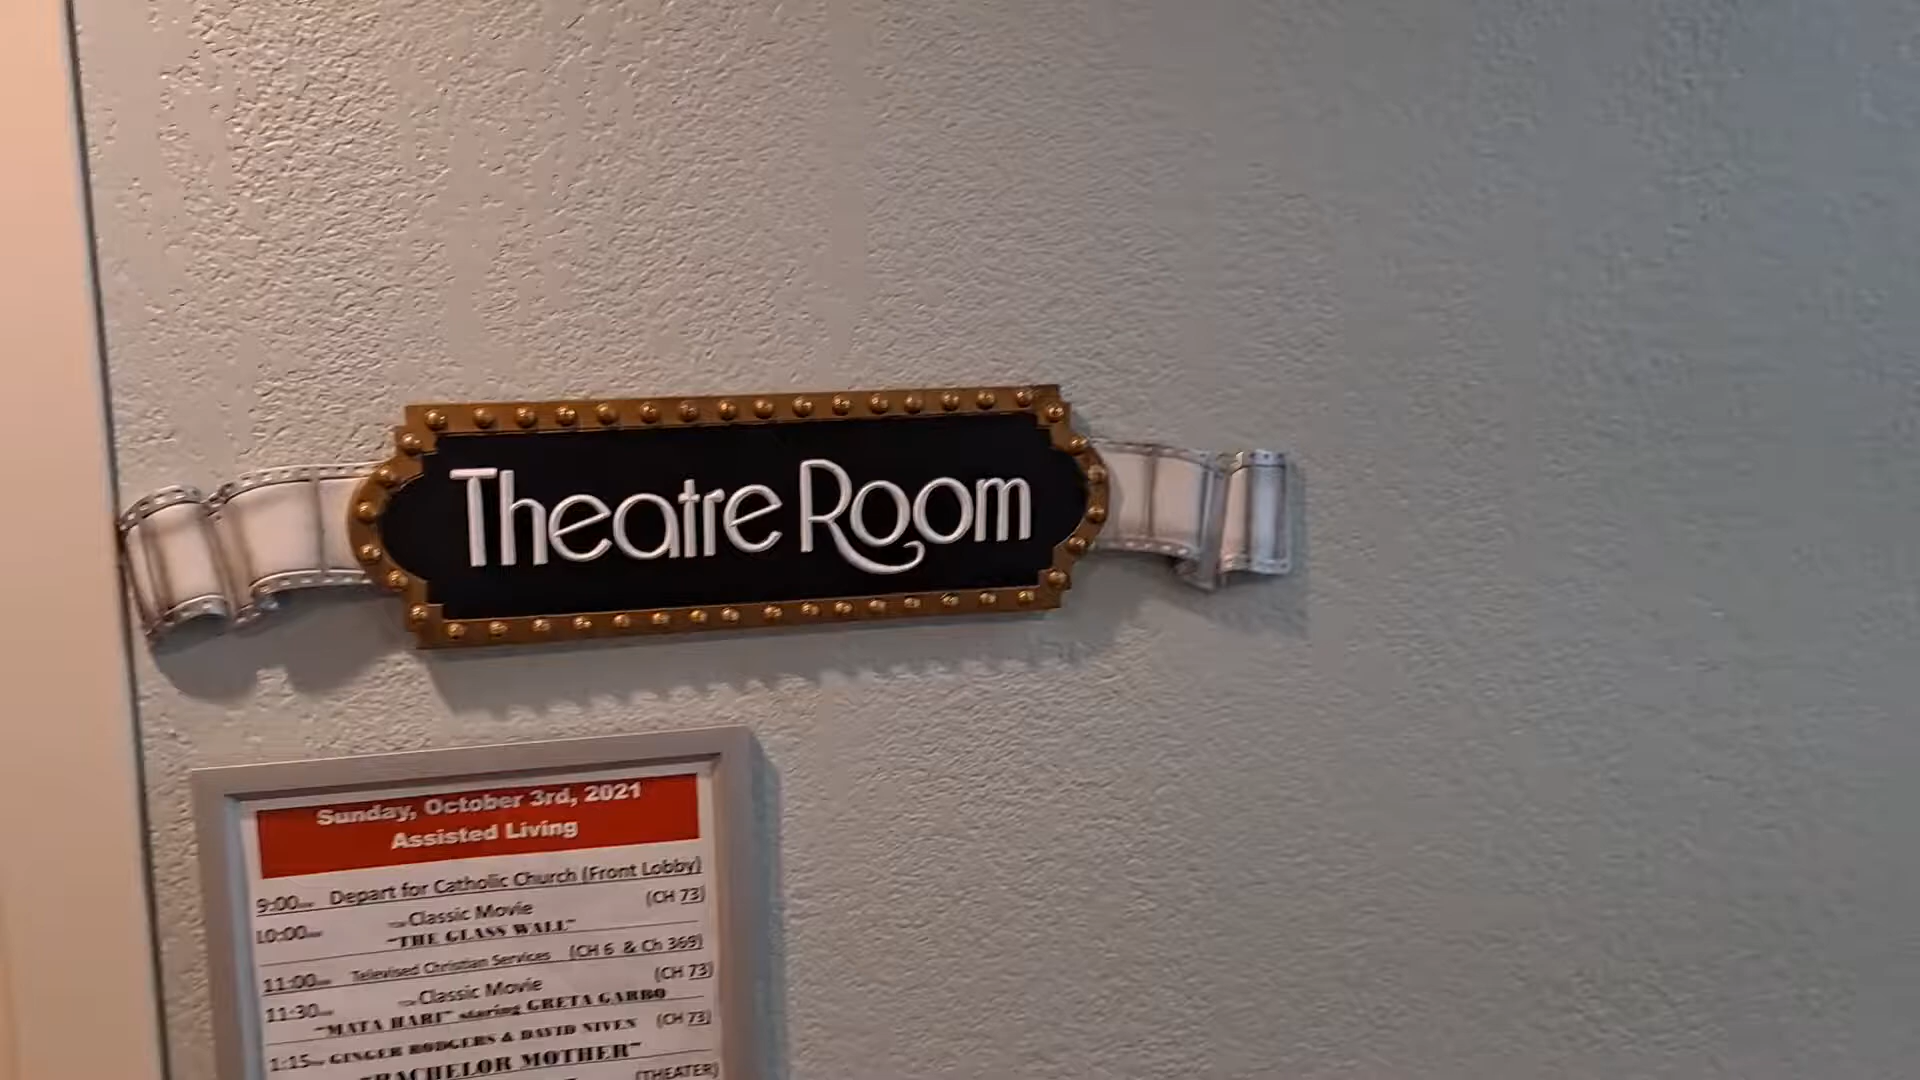 Theatre Room
Sunday, October 3rd, 2021
Assisted Living
9:00 Depart for Catholic Church (Front Lobby)
Classic Movie (CH 73)
10:00 "THE GLASS WALL"
11:00 Televised Christian Services (CH 6 & Ch 369)
11:30 Classic Movie (CH 73)
"MATA HARI" staring GRETA GARBO
1:15 GINGER RODGERS & DAVID NIVEN (CH 73)
"BACHELOR MOTHER"
(THEATER)